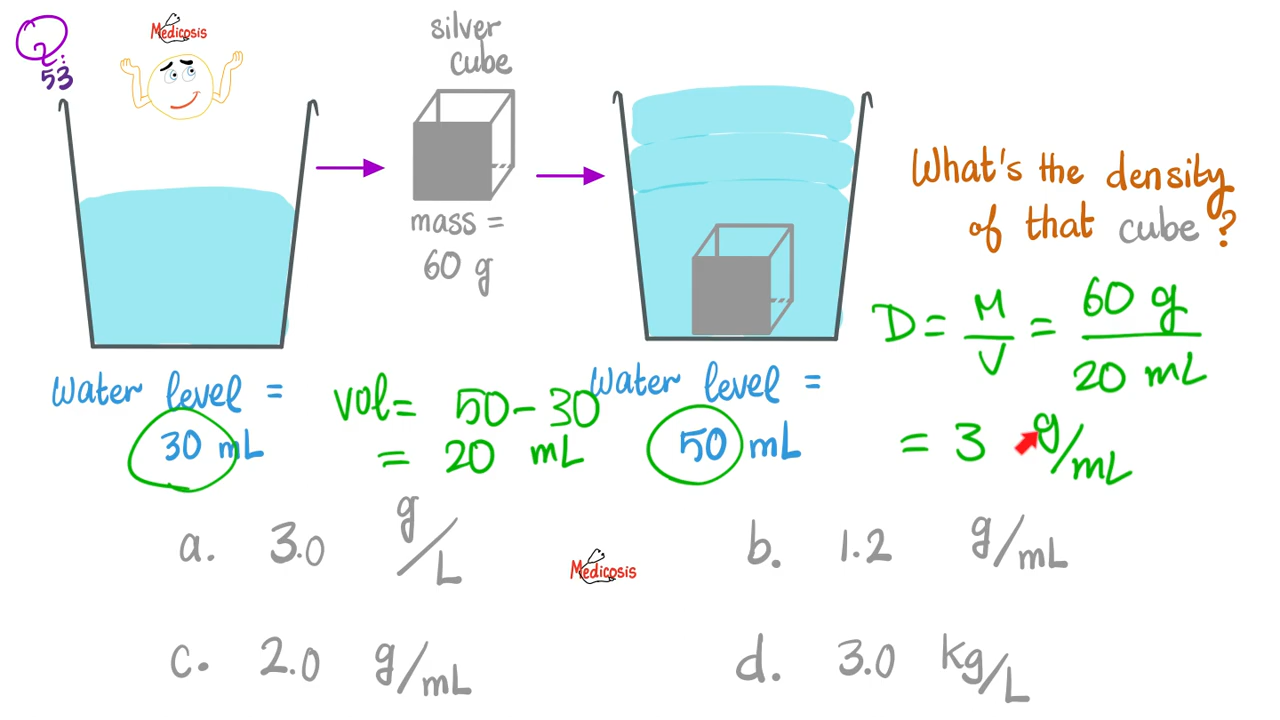 Q:
53
Medicosis
silver
cube
mass =
60 g
What's the density
of that cube?
D = M/V = 60 g/20 mL
= 3 g/mL
Water level =
30 mL
vol = 50 - 30
= 20 mL
Water level =
50 mL
a. 3.0 g/L
b. 1.2 g/mL
Medicosis
c. 2.0 g/mL
d. 3.0 kg/L